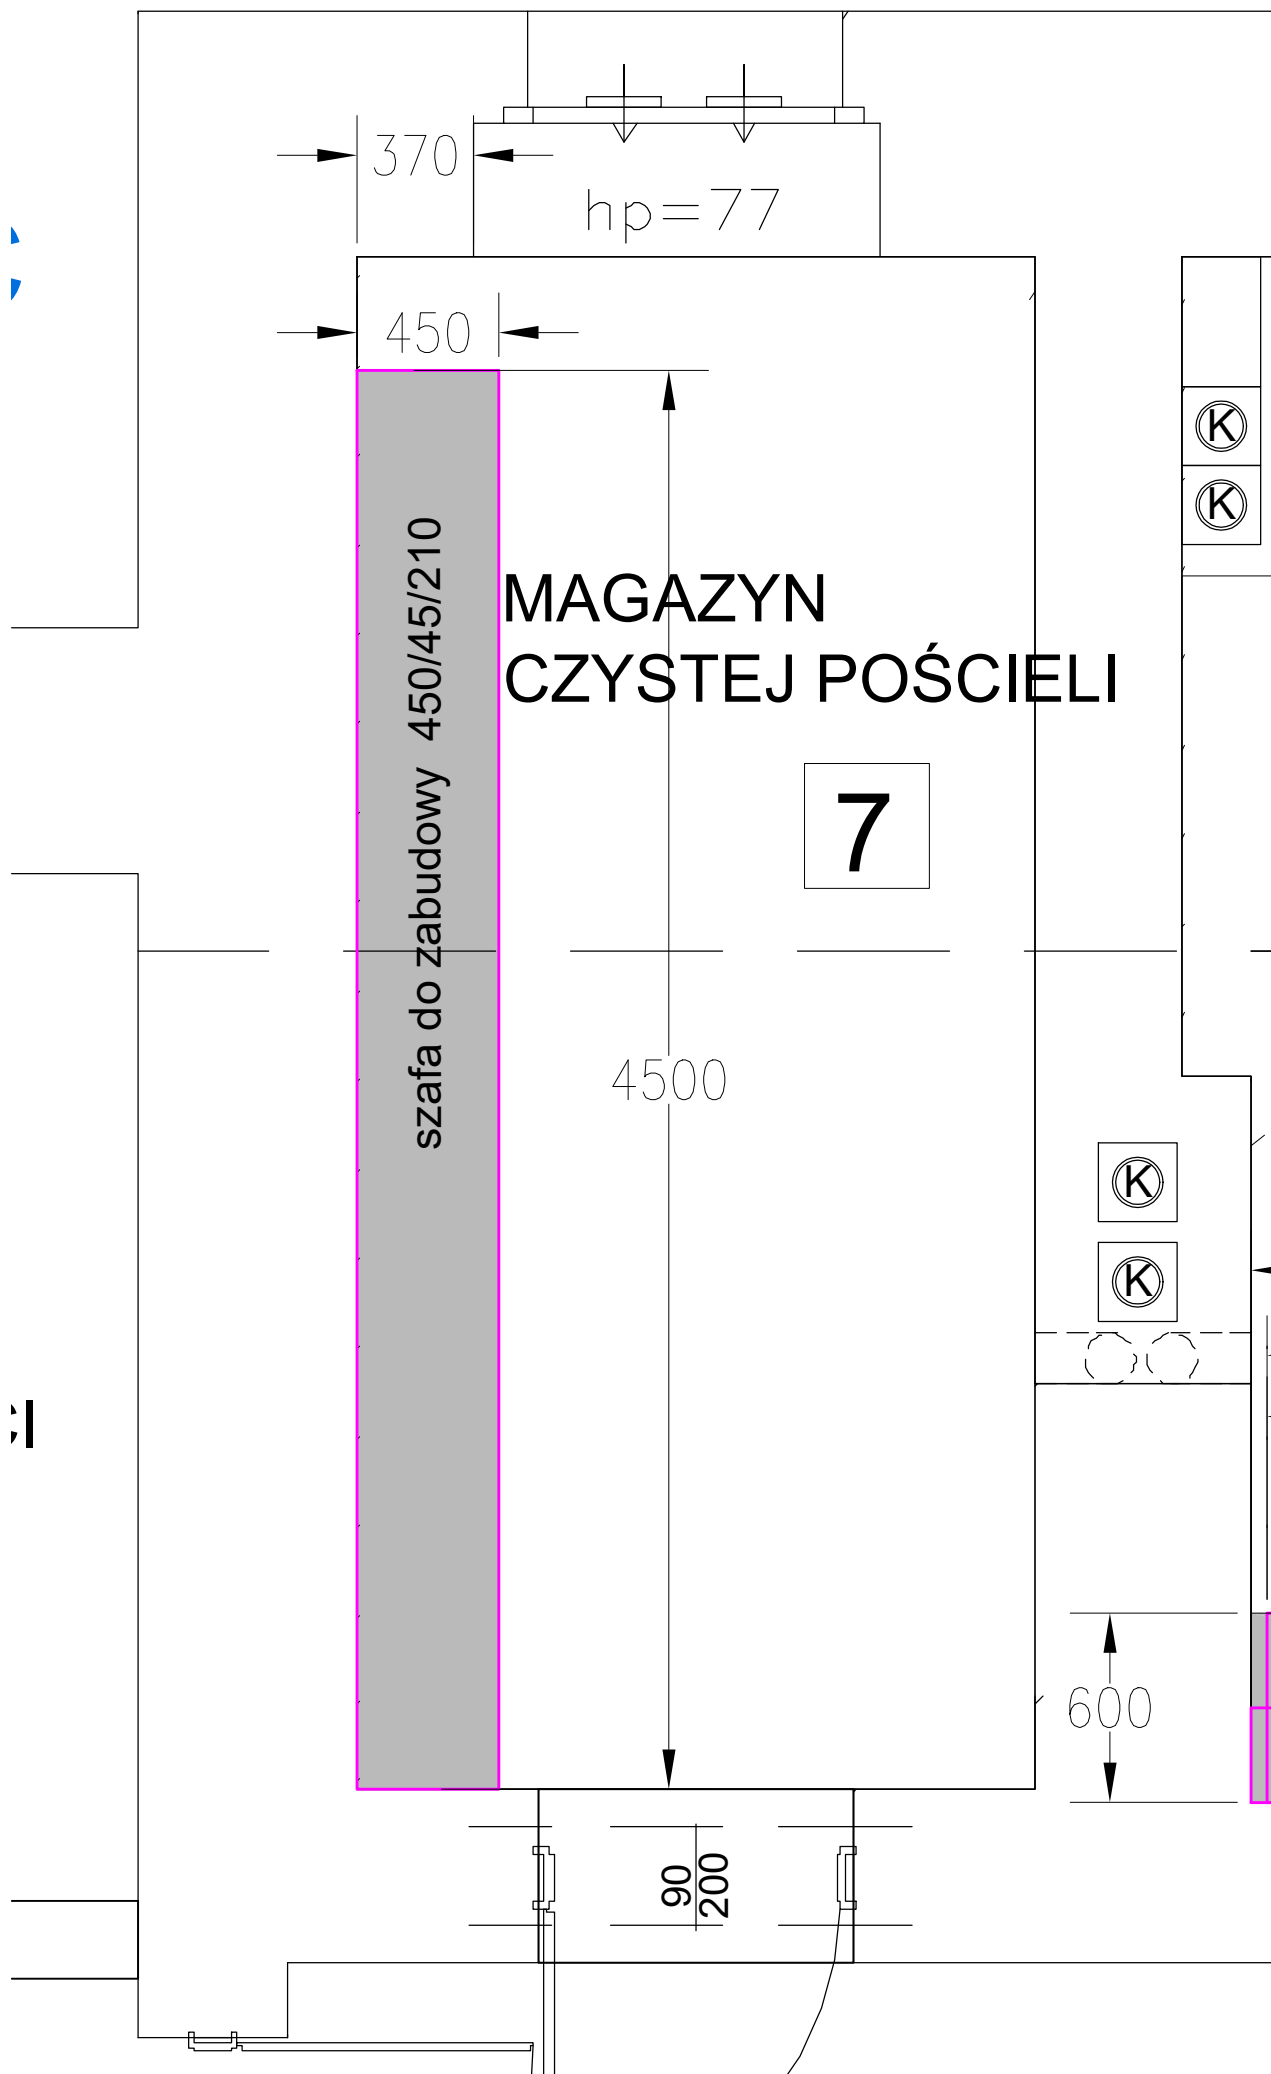 370
hp=77
450
K
K
szafa do zabudowy 450/45/210
MAGAZYN
CZYSTEJ POŚCIELI
7
4500
K
K
600
90
200